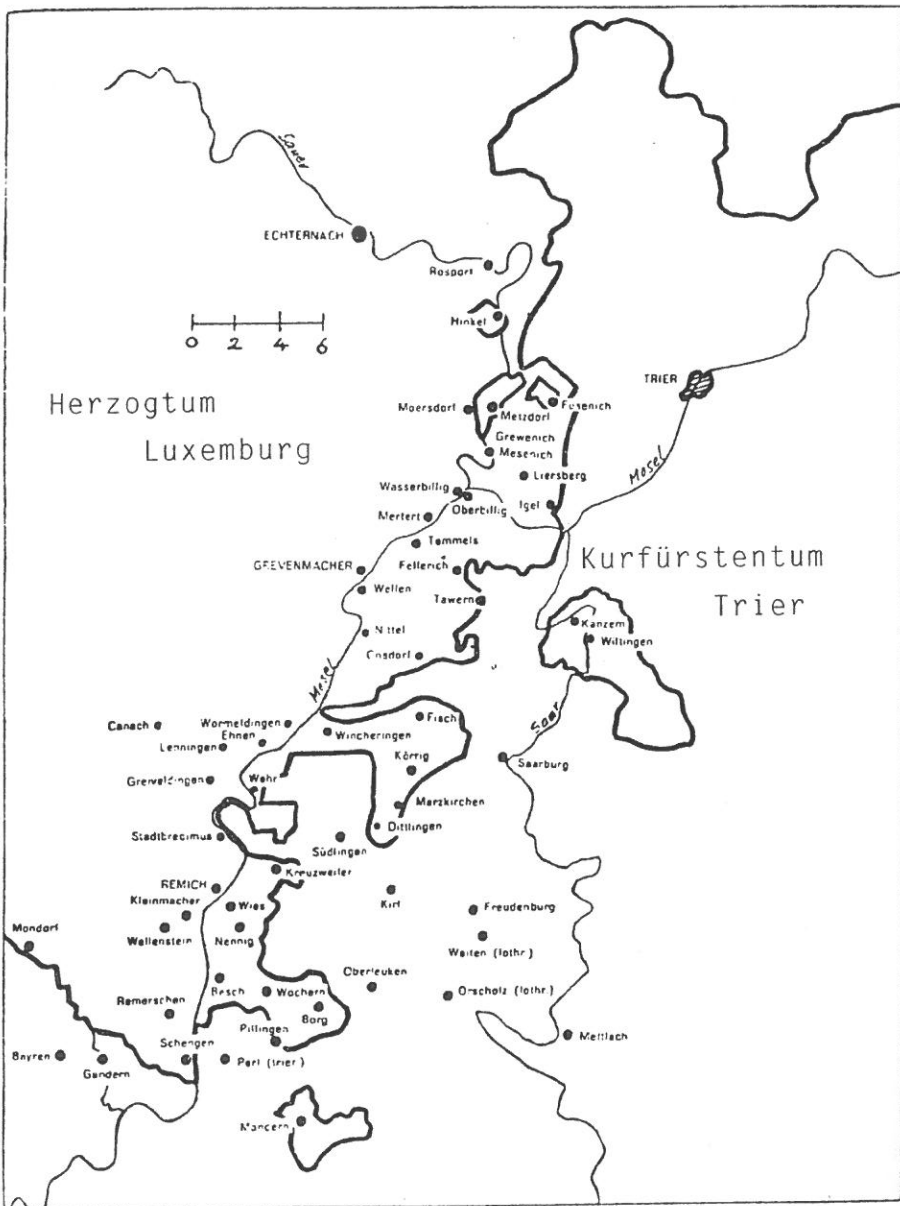 Sauer
ECHTERNACH
Rosport
Hinkel
0 2 4 6
TRIER
Herzogtum
Luxemburg
Moersdorf
Metzdorf
Fusenich
Grewenich
Mesenich
Mosel
Liersberg
Wasserbillig
Oberbillig
Igel
Mertert
Temmels
Kurfürstentum
Trier
GREVENMACHER
Fellerich
Wellen
Tawern
Kanzem
Wiltingen
Nittel
Onsdorf
Mosel
Saar
Canach
Wormeldingen
Ehnen
Fisch
Lenningen
Wincheringen
Körrig
Saarburg
Greiveldingen
Wehr
Merzkirchen
Dittlingen
Stadtbredimus
Südlingen
Kreuzweiler
REMICH
Kirf
Kleinmacher
Wies
Freudenburg
Mondorf
Wellenstein
Nennig
Weiten (lothr.)
Oberleuken
Besch
Wochern
Orscholz (lothr.)
Remerschen
Borg
Pillingen
Mettlach
Schengen
Gandern
Perl (trier.)
Mandern